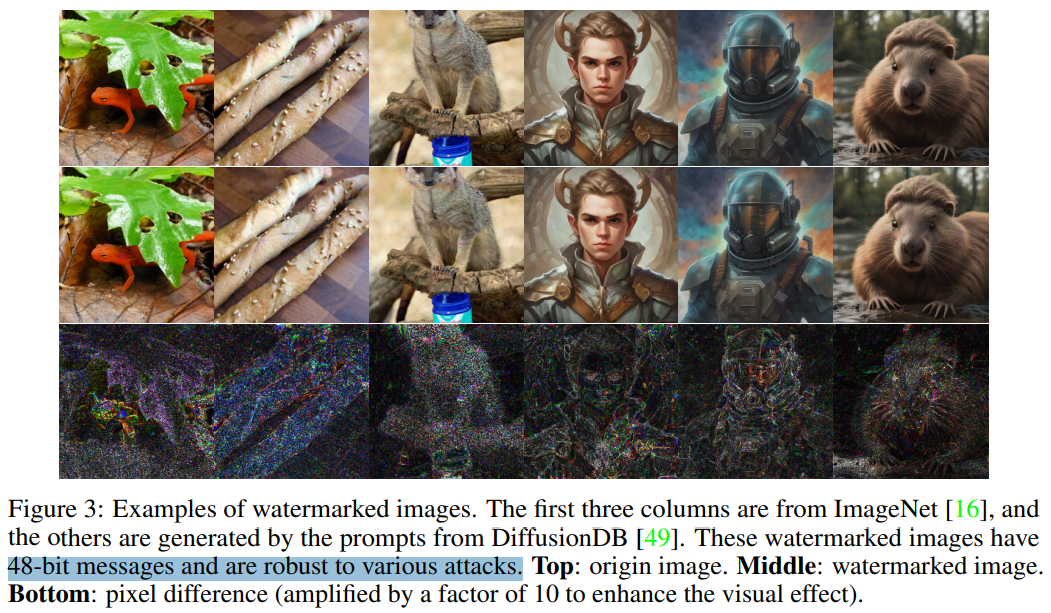 Figure 3: Examples of watermarked images. The first three columns are from ImageNet [16], and
the others are generated by the prompts from DiffusionDB [49]. These watermarked images have
48-bit messages and are robust to various attacks. Top: origin image. Middle: watermarked image.
Bottom: pixel difference (amplified by a factor of 10 to enhance the visual effect).